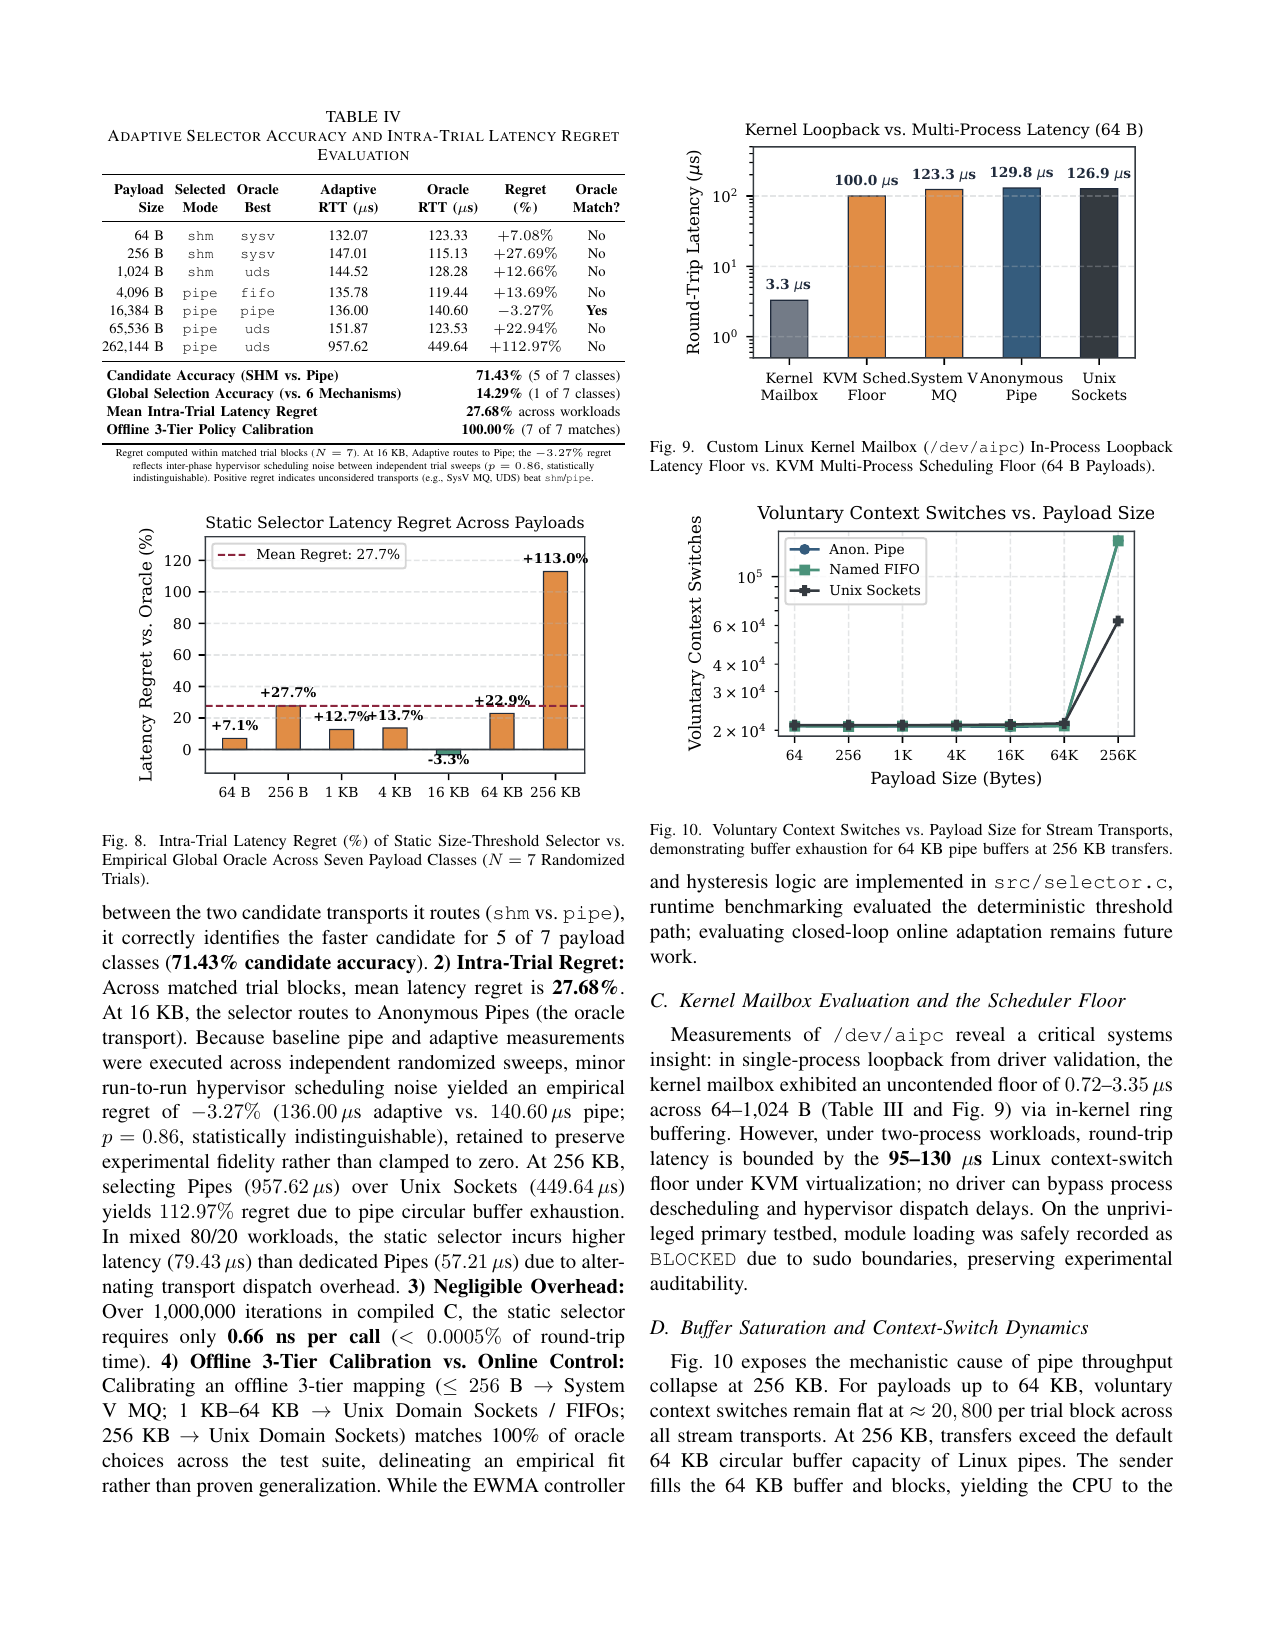 TABLE IV
ADAPTIVE SELECTOR ACCURACY AND INTRA-TRIAL LATENCY REGRET
EVALUATION
Payload Selected Oracle Adaptive Oracle Regret Oracle
Size Mode Best RTT (μs) RTT (μs) (%) Match?
64 B shm sysv 132.07 123.33 +7.08% No
256 B shm sysv 147.01 115.13 +27.69% No
1,024 B shm uds 144.52 128.28 +12.66% No
4,096 B pipe fifo 135.78 119.44 +13.69% No
16,384 B pipe pipe 136.00 140.60 −3.27% Yes
65,536 B pipe uds 151.87 123.53 +22.94% No
262,144 B pipe uds 957.62 449.64 +112.97% No
Candidate Accuracy (SHM vs. Pipe) 71.43% (5 of 7 classes)
Global Selection Accuracy (vs. 6 Mechanisms) 14.29% (1 of 7 classes)
Mean Intra-Trial Latency Regret 27.68% across workloads
Offline 3-Tier Policy Calibration 100.00% (7 of 7 matches)
Regret computed within matched trial blocks (N = 7). At 16 KB, Adaptive routes to Pipe; the −3.27% regret
reflects inter-phase hypervisor scheduling noise between independent trial sweeps (p = 0.86, statistically
indistinguishable). Positive regret indicates unconsidered transports (e.g., SysV MQ, UDS) beat shm/pipe.
Static Selector Latency Regret Across Payloads
Latency Regret vs. Oracle (%)
Mean Regret: 27.7%
120
100
80
60
40
20
0
+7.1%
+27.7%
+12.7%
+13.7%
-3.3%
+22.9%
+113.0%
64 B 256 B 1 KB 4 KB 16 KB 64 KB 256 KB
Fig. 8. Intra-Trial Latency Regret (%) of Static Size-Threshold Selector vs.
Empirical Global Oracle Across Seven Payload Classes (N = 7 Randomized
Trials).
between the two candidate transports it routes (shm vs. pipe),
it correctly identifies the faster candidate for 5 of 7 payload
classes (71.43% candidate accuracy). 2) Intra-Trial Regret:
Across matched trial blocks, mean latency regret is 27.68%.
At 16 KB, the selector routes to Anonymous Pipes (the oracle
transport). Because baseline pipe and adaptive measurements
were executed across independent randomized sweeps, minor
run-to-run hypervisor scheduling noise yielded an empirical
regret of −3.27% (136.00 μs adaptive vs. 140.60 μs pipe;
p = 0.86, statistically indistinguishable), retained to preserve
experimental fidelity rather than clamped to zero. At 256 KB,
selecting Pipes (957.62 μs) over Unix Sockets (449.64 μs)
yields 112.97% regret due to pipe circular buffer exhaustion.
In mixed 80/20 workloads, the static selector incurs higher
latency (79.43 μs) than dedicated Pipes (57.21 μs) due to alter-
nating transport dispatch overhead. 3) Negligible Overhead:
Over 1,000,000 iterations in compiled C, the static selector
requires only 0.66 ns per call (< 0.0005% of round-trip
time). 4) Offline 3-Tier Calibration vs. Online Control:
Calibrating an offline 3-tier mapping (≤ 256 B → System
V MQ; 1 KB–64 KB → Unix Domain Sockets / FIFOs;
256 KB → Unix Domain Sockets) matches 100% of oracle
choices across the test suite, delineating an empirical fit
rather than proven generalization. While the EWMA controller
Kernel Loopback vs. Multi-Process Latency (64 B)
Round-Trip Latency (μs)
10²
10¹
10⁰
3.3 μs
100.0 μs
123.3 μs
129.8 μs
126.9 μs
Kernel KVM Sched. System V Anonymous Unix
Mailbox Floor MQ Pipe Sockets
Fig. 9. Custom Linux Kernel Mailbox (/dev/aipc) In-Process Loopback
Latency Floor vs. KVM Multi-Process Scheduling Floor (64 B Payloads).
Voluntary Context Switches vs. Payload Size
Voluntary Context Switches
Anon. Pipe
Named FIFO
Unix Sockets
10⁵
6 × 10⁴
4 × 10⁴
3 × 10⁴
2 × 10⁴
64 256 1K 4K 16K 64K 256K
Payload Size (Bytes)
Fig. 10. Voluntary Context Switches vs. Payload Size for Stream Transports,
demonstrating buffer exhaustion for 64 KB pipe buffers at 256 KB transfers.
and hysteresis logic are implemented in src/selector.c,
runtime benchmarking evaluated the deterministic threshold
path; evaluating closed-loop online adaptation remains future
work.
C. Kernel Mailbox Evaluation and the Scheduler Floor
Measurements of /dev/aipc reveal a critical systems
insight: in single-process loopback from driver validation, the
kernel mailbox exhibited an uncontended floor of 0.72–3.35 μs
across 64–1,024 B (Table III and Fig. 9) via in-kernel ring
buffering. However, under two-process workloads, round-trip
latency is bounded by the 95–130 μs Linux context-switch
floor under KVM virtualization; no driver can bypass process
descheduling and hypervisor dispatch delays. On the unprivi-
leged primary testbed, module loading was safely recorded as
BLOCKED due to sudo boundaries, preserving experimental
auditability.
D. Buffer Saturation and Context-Switch Dynamics
Fig. 10 exposes the mechanistic cause of pipe throughput
collapse at 256 KB. For payloads up to 64 KB, voluntary
context switches remain flat at ≈ 20, 800 per trial block across
all stream transports. At 256 KB, transfers exceed the default
64 KB circular buffer capacity of Linux pipes. The sender
fills the 64 KB buffer and blocks, yielding the CPU to the